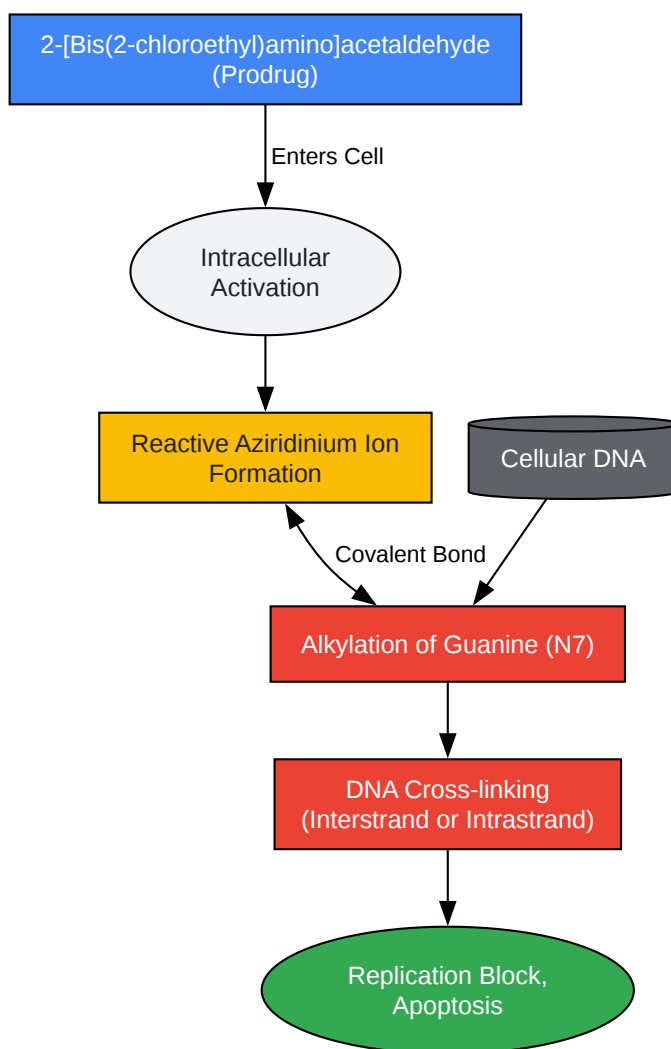 2-[Bis(2-chloroethyl)amino]acetaldehyde
(Prodrug)
Enters Cell
Intracellular
Activation
Reactive Aziridinium Ion
Formation
Cellular DNA
Covalent Bond
Alkylation of Guanine (N7)
DNA Cross-linking
(Interstrand or Intrastrand)
Replication Block,
Apoptosis